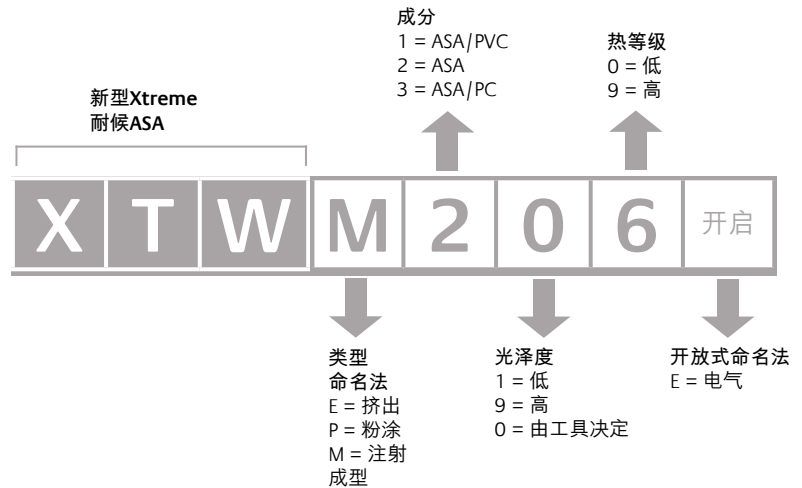 成分
1 = ASA/PVC
2 = ASA
3 = ASA/PC
热等级
0 = 低
9 = 高
新型Xtreme
耐候ASA
X T W M 2 0 6 开启
类型
命名法
E = 挤出
P = 粉涂
M = 注射
成型
光泽度
1 = 低
9 = 高
0 = 由工具决定
开放式命名法
E = 电气